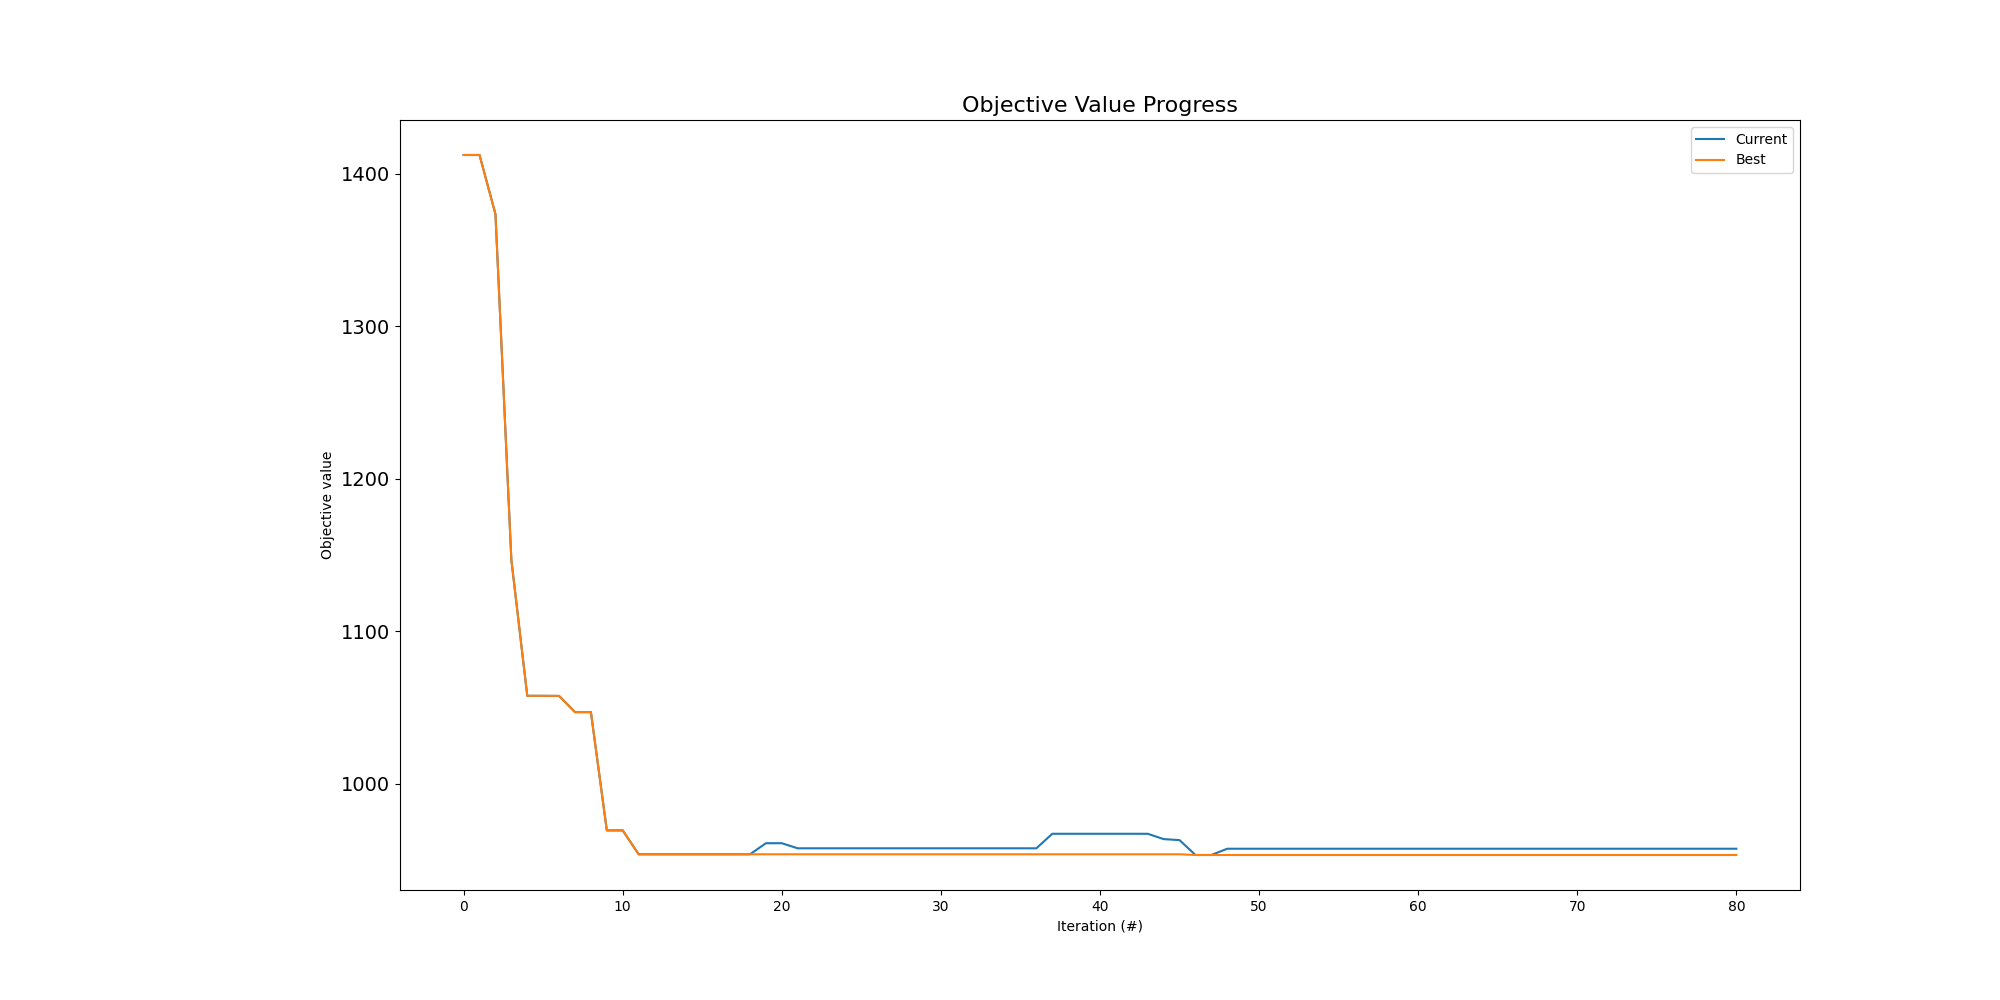 Objective Value Progress
Current
Best
1400
1300
1200
1100
1000
Objective value
0 10 20 30 40 50 60 70 80
Iteration (#)